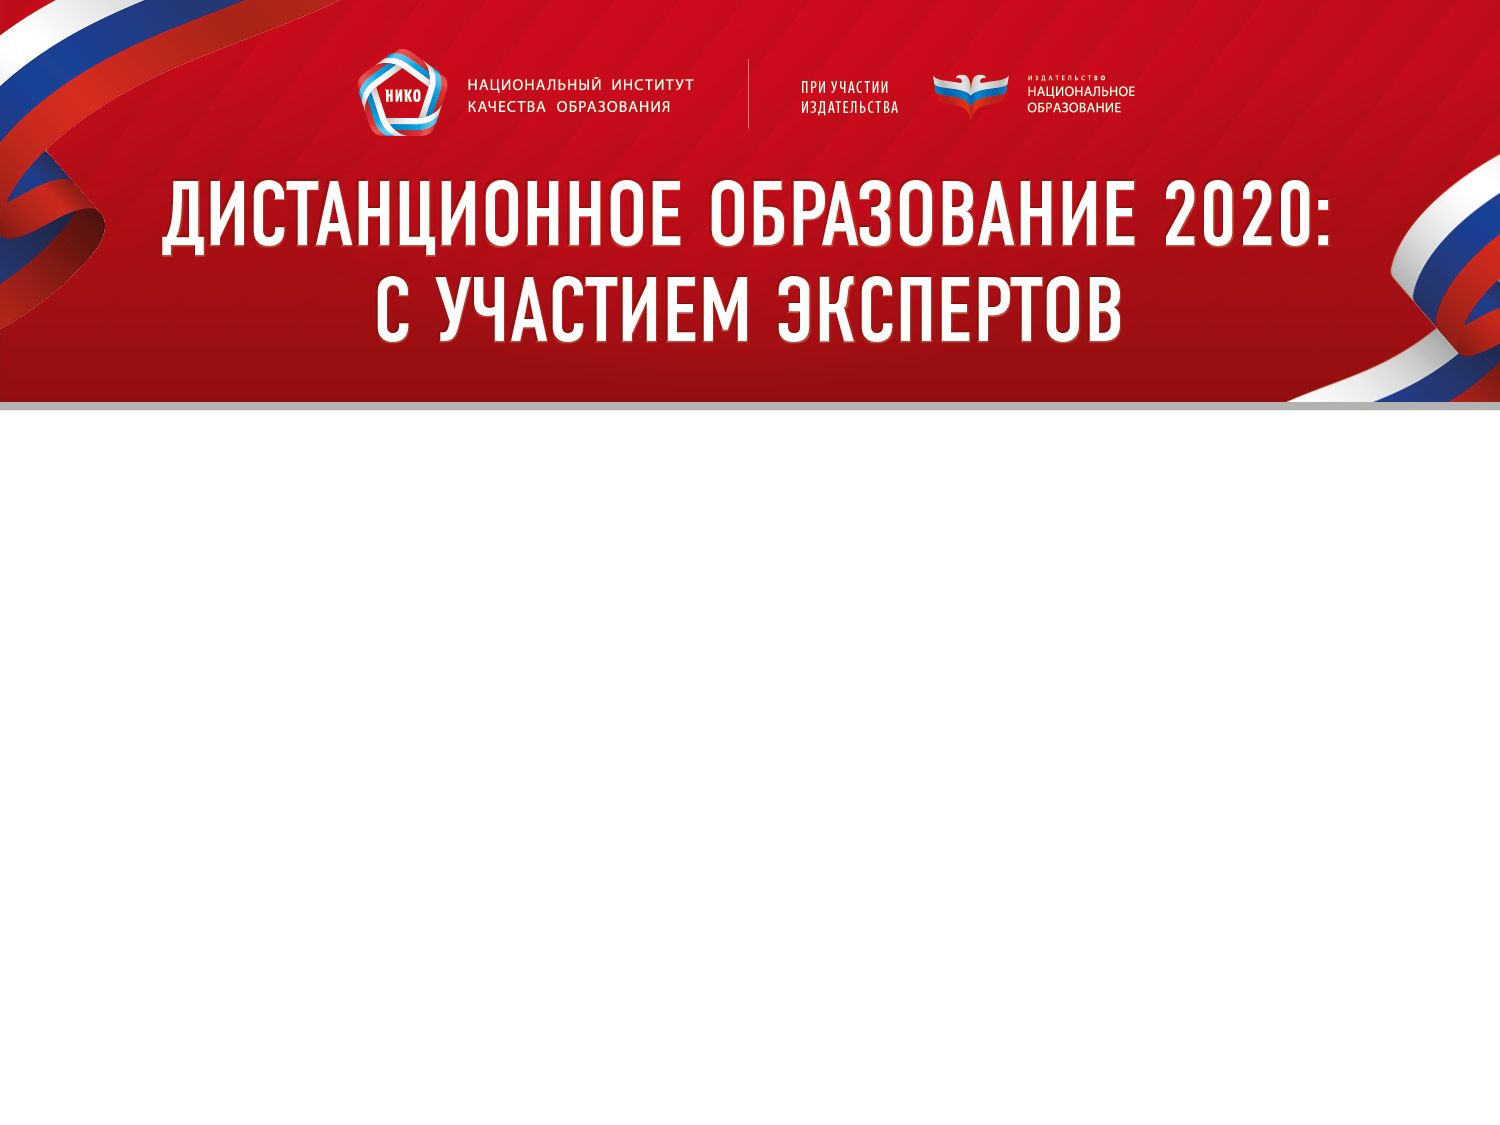 НИКО
НАЦИОНАЛЬНЫЙ ИНСТИТУТ
КАЧЕСТВА ОБРАЗОВАНИЯ
ПРИ УЧАСТИИ
ИЗДАТЕЛЬСТВА
ИЗДАТЕЛЬСТВО
НАЦИОНАЛЬНОЕ
ОБРАЗОВАНИЕ
ДИСТАНЦИОННОЕ ОБРАЗОВАНИЕ 2020:
С УЧАСТИЕМ ЭКСПЕРТОВ